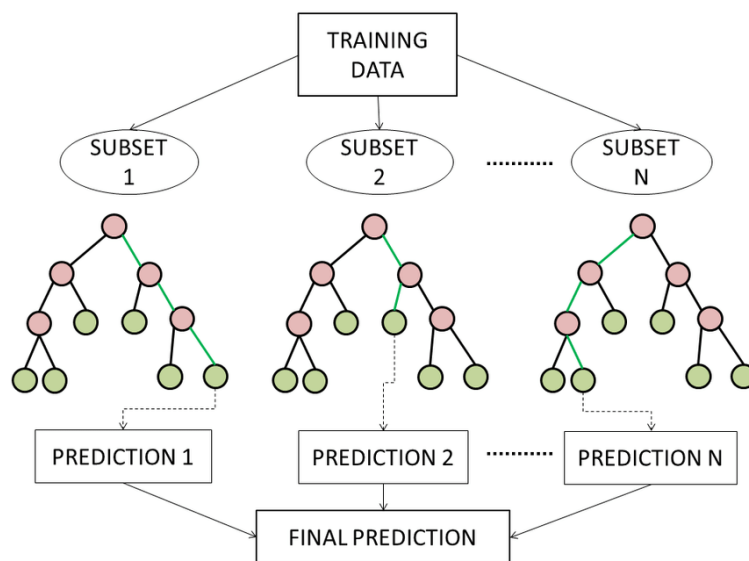 TRAINING
DATA
SUBSET
1
SUBSET
2
SUBSET
N
PREDICTION 1
PREDICTION 2
PREDICTION N
FINAL PREDICTION